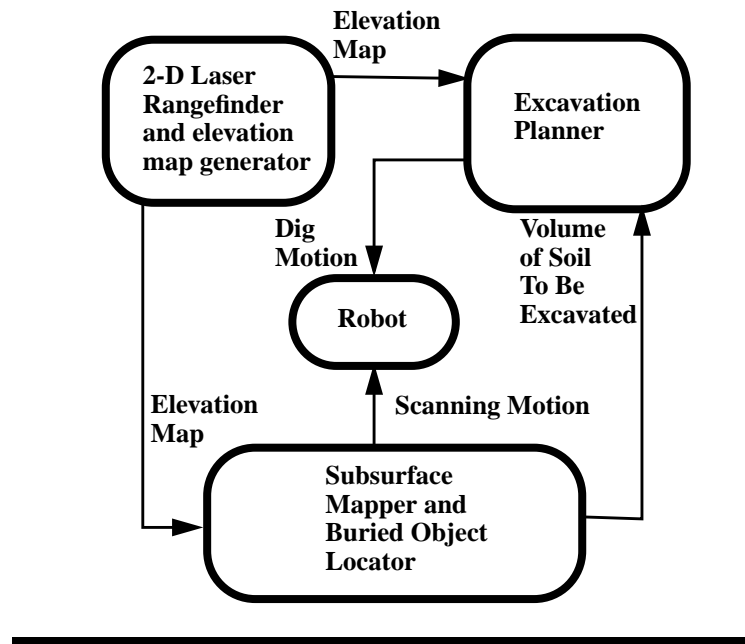 Elevation
Map
2-D Laser
Rangefinder
and elevation
map generator
Excavation
Planner
Dig
Motion
Volume
of Soil
To Be
Excavated
Robot
Elevation
Map
Scanning Motion
Subsurface
Mapper and
Buried Object
Locator